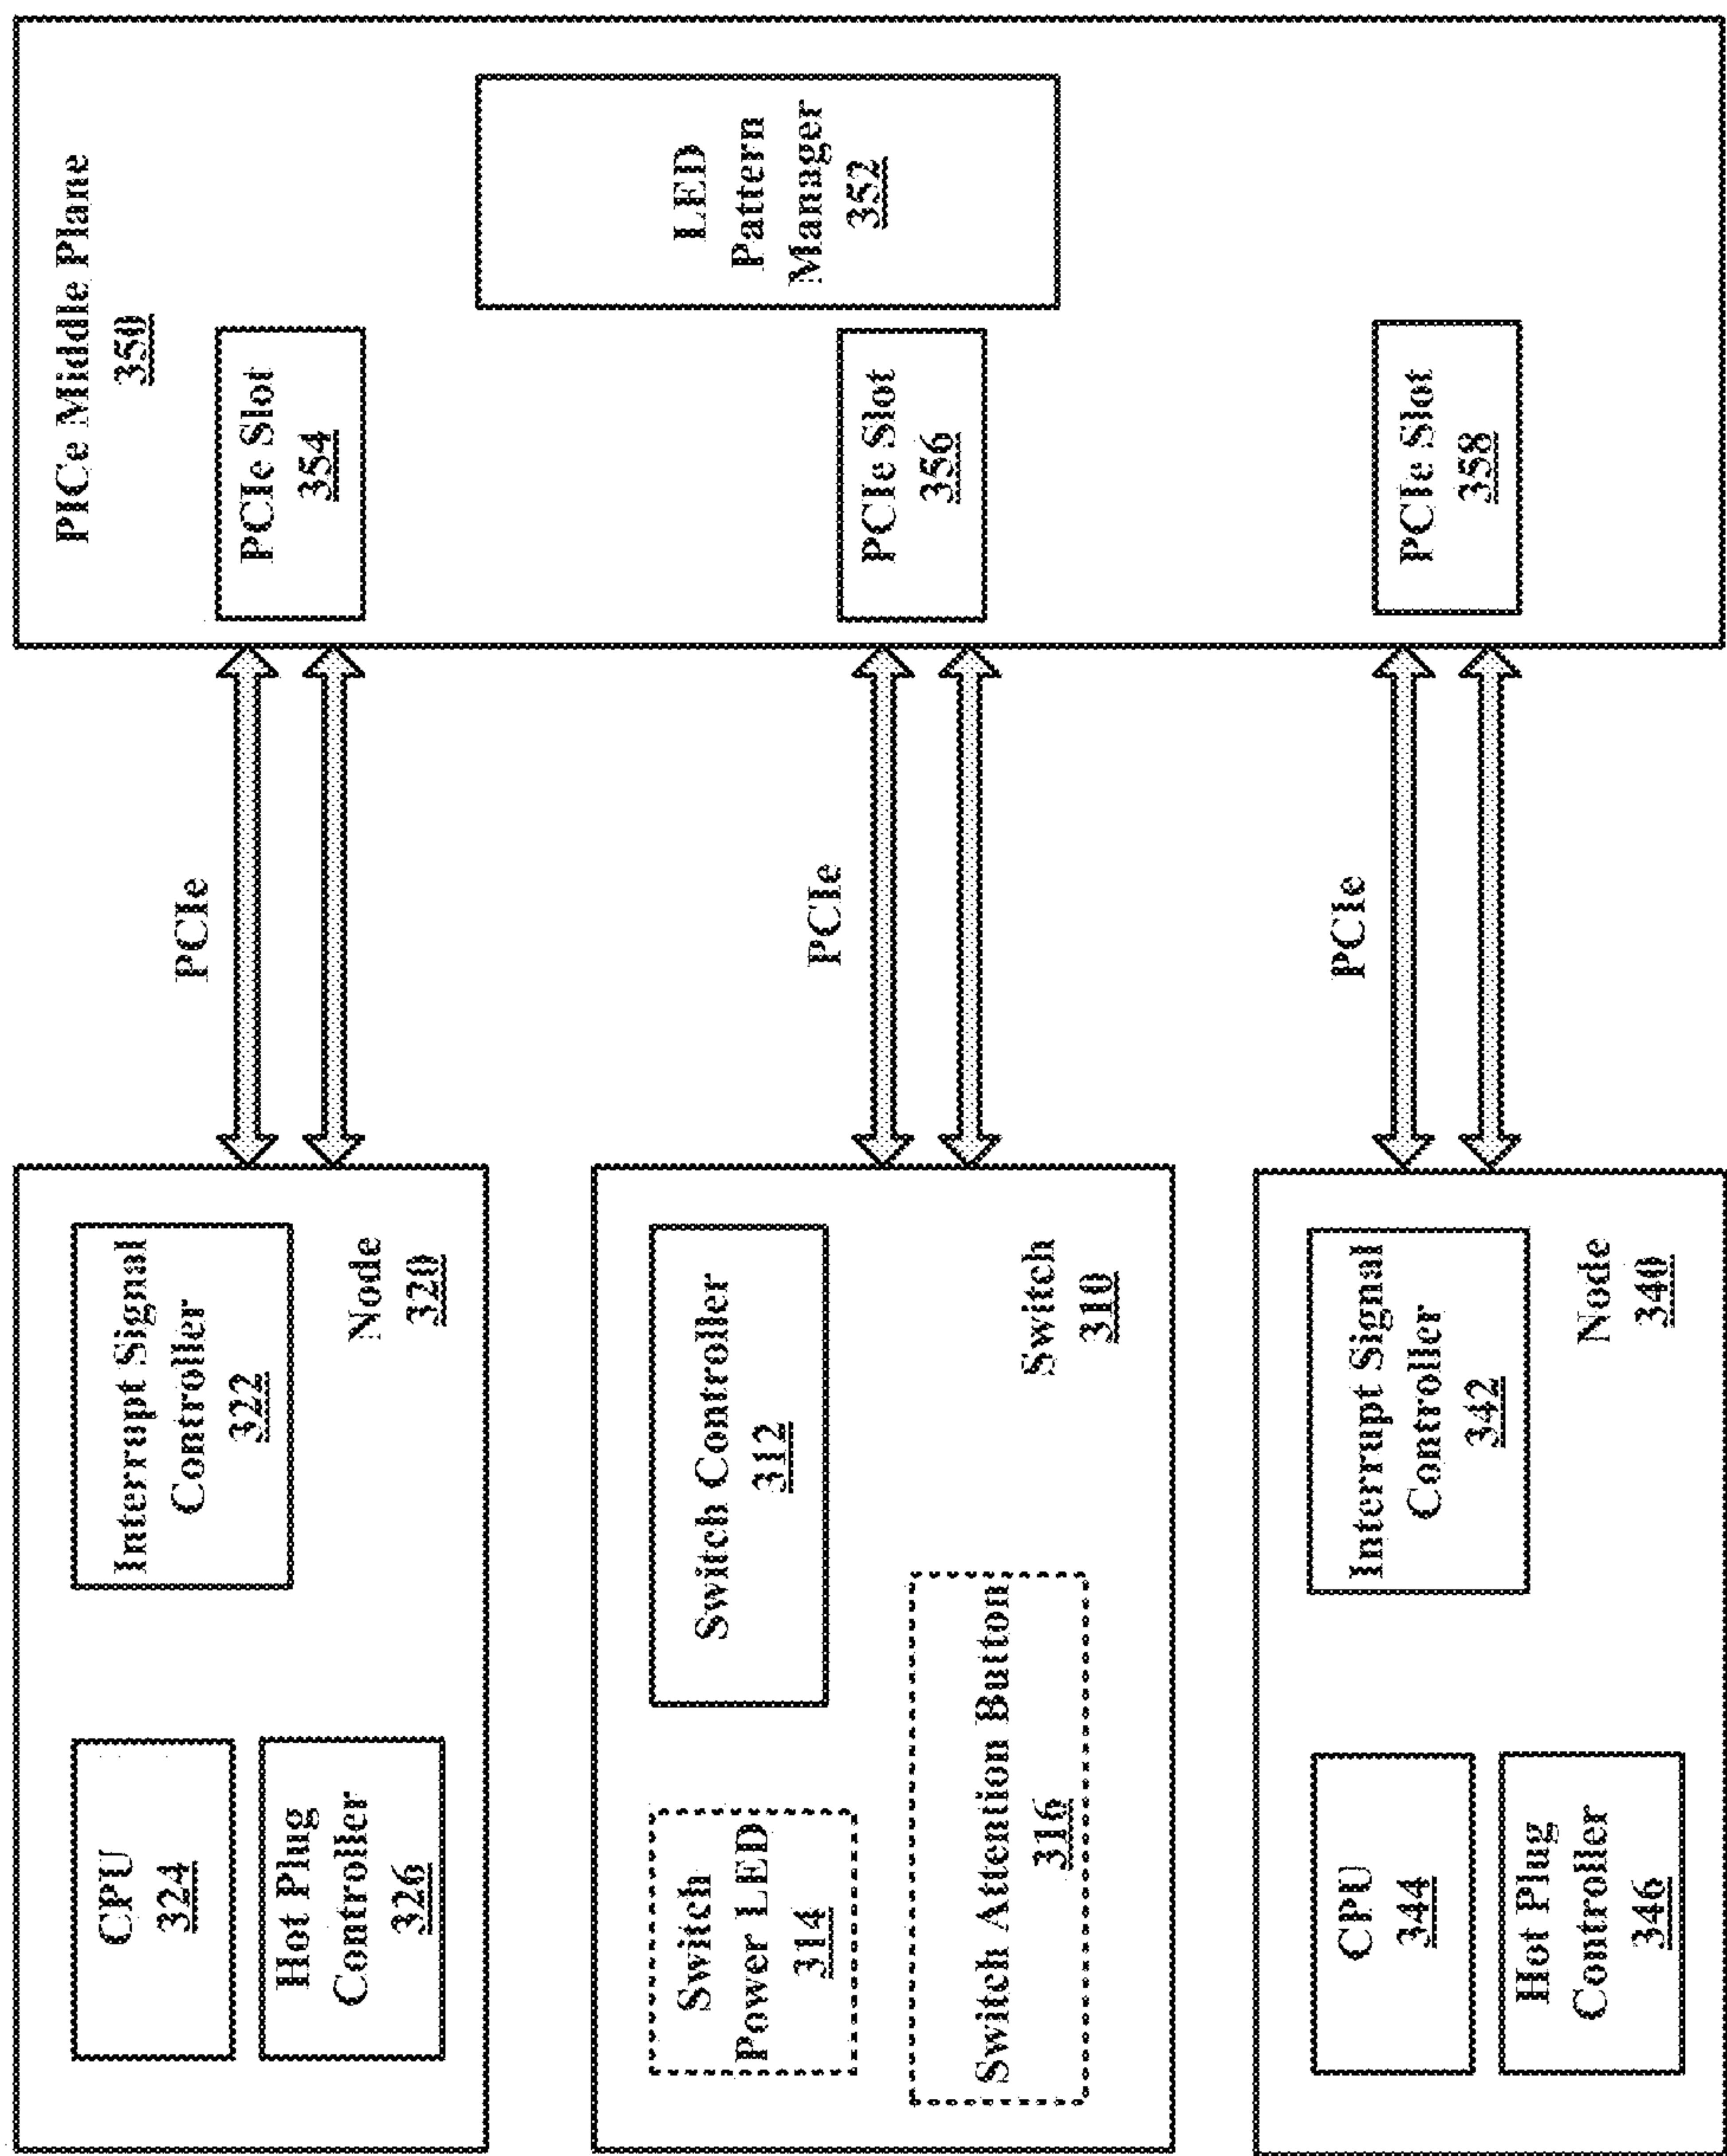 CPU
324
Hot Plug
Controller
326
Interrupt Signal
Controller
322
Node
320
PCIe
Switch
Power LED
314
Switch Attention Button
316
Switch Controller
312
Switch
310
PCIe
CPU
344
Hot Plug
Controller
346
Interrupt Signal
Controller
342
Node
340
PCIe
PICe Middle Plane
350
PCIe Slot
354
PCIe Slot
356
PCIe Slot
358
LED
Pattern
Manager
352